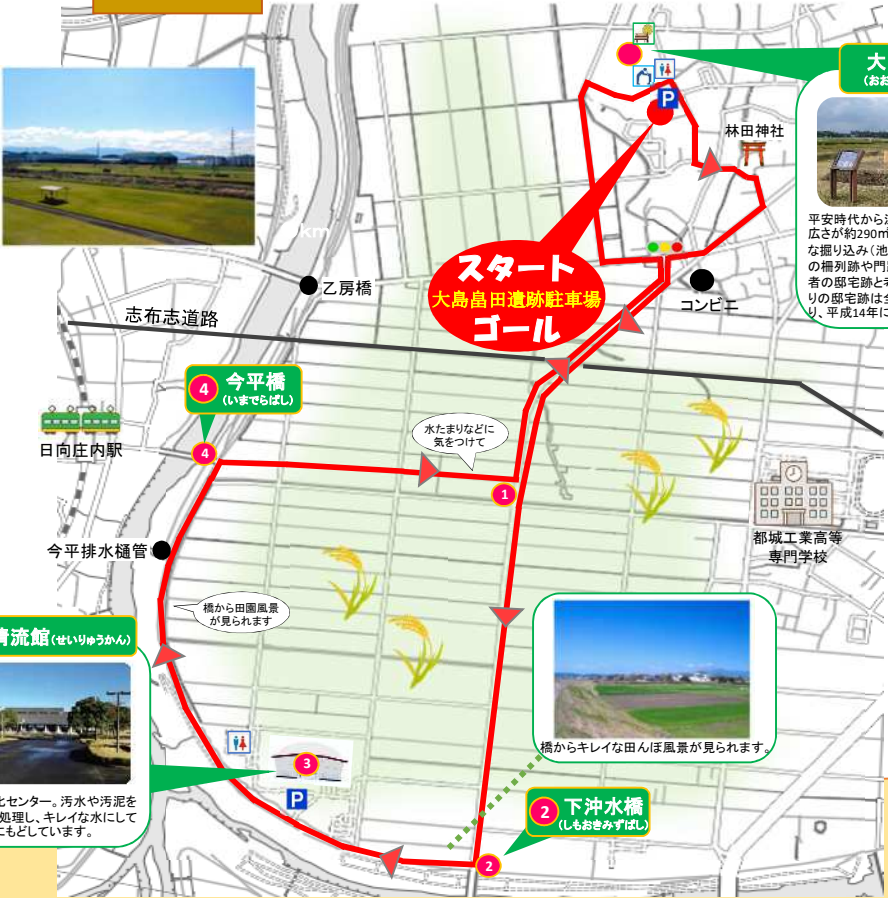 林田神社
大
(おお
平安時代から
広さが約290㎡
な掘り込み(池
の柵列跡や門
者の邸宅跡と
りの邸宅跡は
り、平成14年に
km
スタート
大島畠田遺跡駐車場
ゴール
乙房橋
コンビニ
志布志道路
4 今平橋
(いまでらばし)
日向庄内駅
4
水たまりなどに
気をつけて
1
都城工業高等
専門学校
今平排水樋管
橋から田園風景
が見られます
清流館(せいりゅうかん)
化センター。汚水や汚泥を
処理し、キレイな水にして
にもどしています。
3
P
P
橋からキレイな田んぼ風景が見られます。
2 下沖水橋
(しもおきみずばし)
2